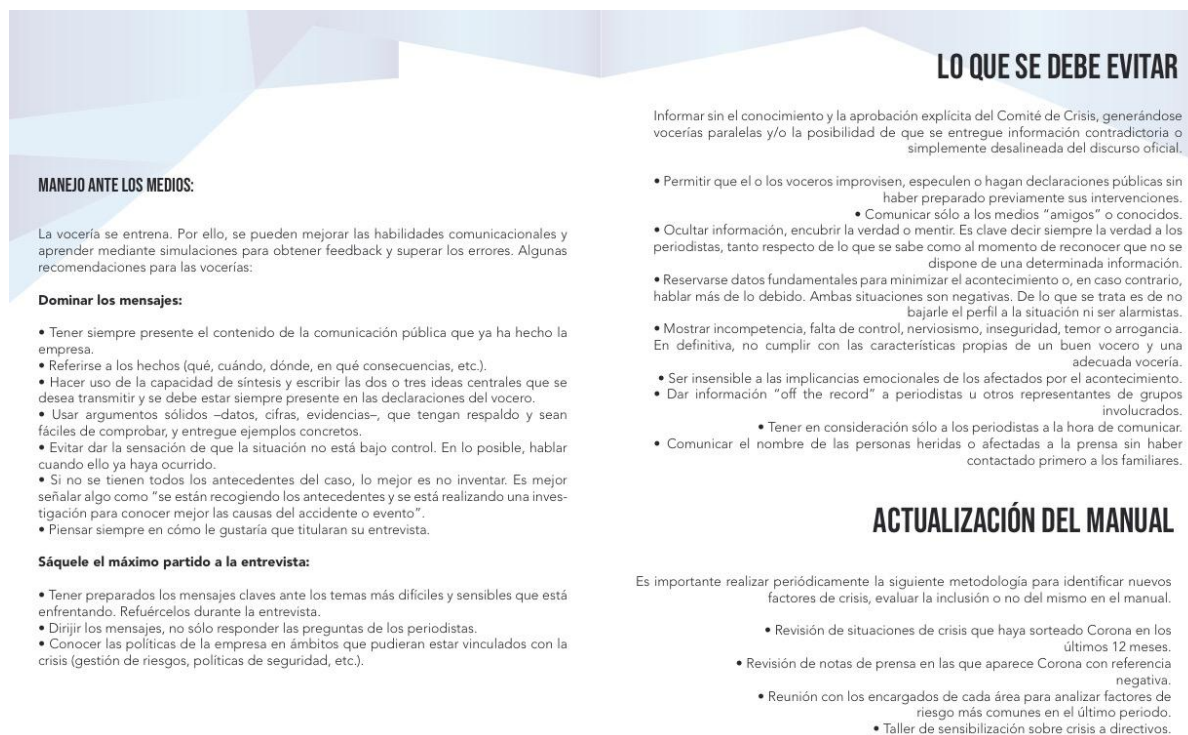 MANEJO ANTE LOS MEDIOS:
La vocería se entrena. Por ello, se pueden mejorar las habilidades comunicacionales y
aprender mediante simulaciones para obtener feedback y superar los errores. Algunas
recomendaciones para las vocerías:
Dominar los mensajes:
• Tener siempre presente el contenido de la comunicación pública que ya ha hecho la
empresa.
• Referirse a los hechos (qué, cuándo, dónde, en qué consecuencias, etc.).
• Hacer uso de la capacidad de síntesis y escribir las dos o tres ideas centrales que se
desea transmitir y se debe estar siempre presente en las declaraciones del vocero.
• Usar argumentos sólidos –datos, cifras, evidencias–, que tengan respaldo y sean
fáciles de comprobar, y entregue ejemplos concretos.
• Evitar dar la sensación de que la situación no está bajo control. En lo posible, hablar
cuando ello ya haya ocurrido.
• Si no se tienen todos los antecedentes del caso, lo mejor es no inventar. Es mejor
señalar algo como “se están recogiendo los antecedentes y se está realizando una inves-
tigación para conocer mejor las causas del accidente o evento”.
• Piensar siempre en cómo le gustaría que titularan su entrevista.
Sáquele el máximo partido a la entrevista:
• Tener preparados los mensajes claves ante los temas más difíciles y sensibles que está
enfrentando. Refuércelos durante la entrevista.
• Dirijir los mensajes, no sólo responder las preguntas de los periodistas.
• Conocer las políticas de la empresa en ámbitos que pudieran estar vinculados con la
crisis (gestión de riesgos, políticas de seguridad, etc.).
LO QUE SE DEBE EVITAR
Informar sin el conocimiento y la aprobación explícita del Comité de Crisis, generándose
vocerías paralelas y/o la posibilidad de que se entregue información contradictoria o
simplemente desalineada del discurso oficial.
• Permitir que el o los voceros improvisen, especulen o hagan declaraciones públicas sin
haber preparado previamente sus intervenciones.
• Comunicar sólo a los medios “amigos” o conocidos.
• Ocultar información, encubrir la verdad o mentir. Es clave decir siempre la verdad a los
periodistas, tanto respecto de lo que se sabe como al momento de reconocer que no se
dispone de una determinada información.
• Reservarse datos fundamentales para minimizar el acontecimiento o, en caso contrario,
hablar más de lo debido. Ambas situaciones son negativas. De lo que se trata es de no
bajarle el perfil a la situación ni ser alarmistas.
• Mostrar incompetencia, falta de control, nerviosismo, inseguridad, temor o arrogancia.
En definitiva, no cumplir con las características propias de un buen vocero y una
adecuada vocería.
• Ser insensible a las implicancias emocionales de los afectados por el acontecimiento.
• Dar información “off the record” a periodistas u otros representantes de grupos
involucrados.
• Tener en consideración sólo a los periodistas a la hora de comunicar.
• Comunicar el nombre de las personas heridas o afectadas a la prensa sin haber
contactado primero a los familiares.
ACTUALIZACIÓN DEL MANUAL
Es importante realizar periódicamente la siguiente metodología para identificar nuevos
factores de crisis, evaluar la inclusión o no del mismo en el manual.
• Revisión de situaciones de crisis que haya sorteado Corona en los
últimos 12 meses.
• Revisión de notas de prensa en las que aparece Corona con referencia
negativa.
• Reunión con los encargados de cada área para analizar factores de
riesgo más comunes en el último periodo.
• Taller de sensibilización sobre crisis a directivos.